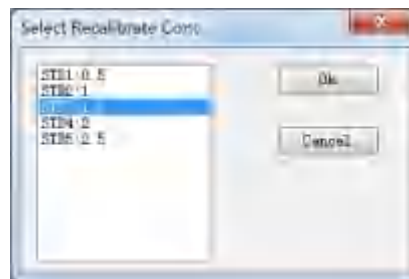 Select Recalibrate Conc
STD1:0.5
STD2:1
STD4:2
STD5:2.5
Ok
Cancel